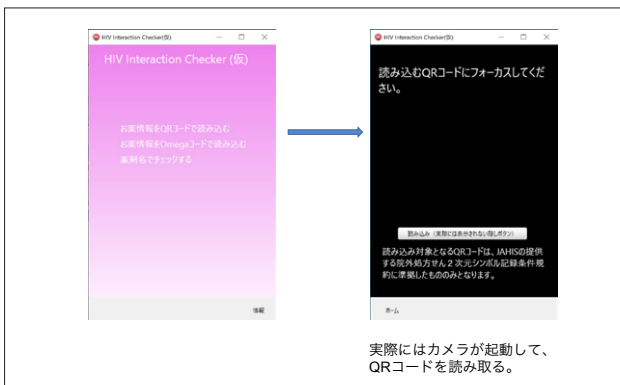 HIV Interaction Checker(仮)
HIV Interaction Checker (仮)
お薬情報をQRコードで読み込む
お薬情報をOmegaコードで読み込む
薬剤名でチェックする
情報
HIV Interaction Checker(仮)
読み込むQRコードにフォーカスしてくだ
さい。
読み込み（実際には表示されない隠しボタン）
読み込み対象となるQRコードは、JAHISの提供
する院外処方せん２次元シンボル記録条件規
約に準拠したもののみとなります。
ホーム
実際にはカメラが起動して、
QRコードを読み取る。